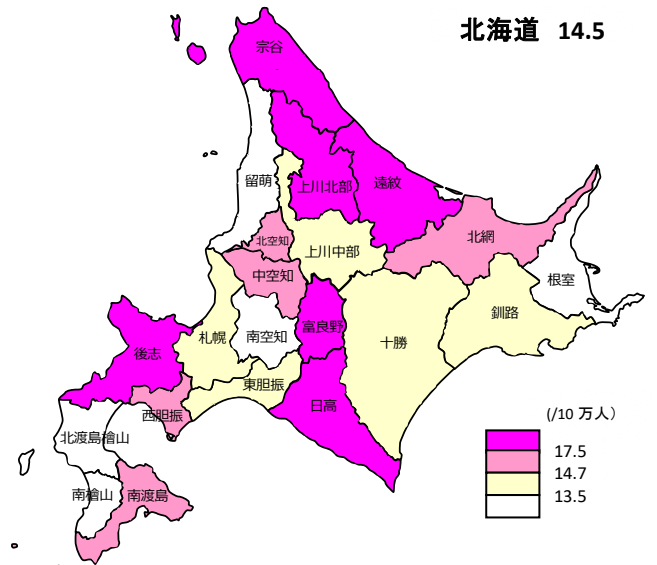 北海道 14.5
宗谷
留萌
上川北部
遠紋
北空知
上川中部
北網
中空知
根室
札幌
南空知
富良野
十勝
釧路
後志
東胆振
西胆振
日高
北渡島檜山
南檜山
南渡島
(/10 万人)
17.5
14.7
13.5